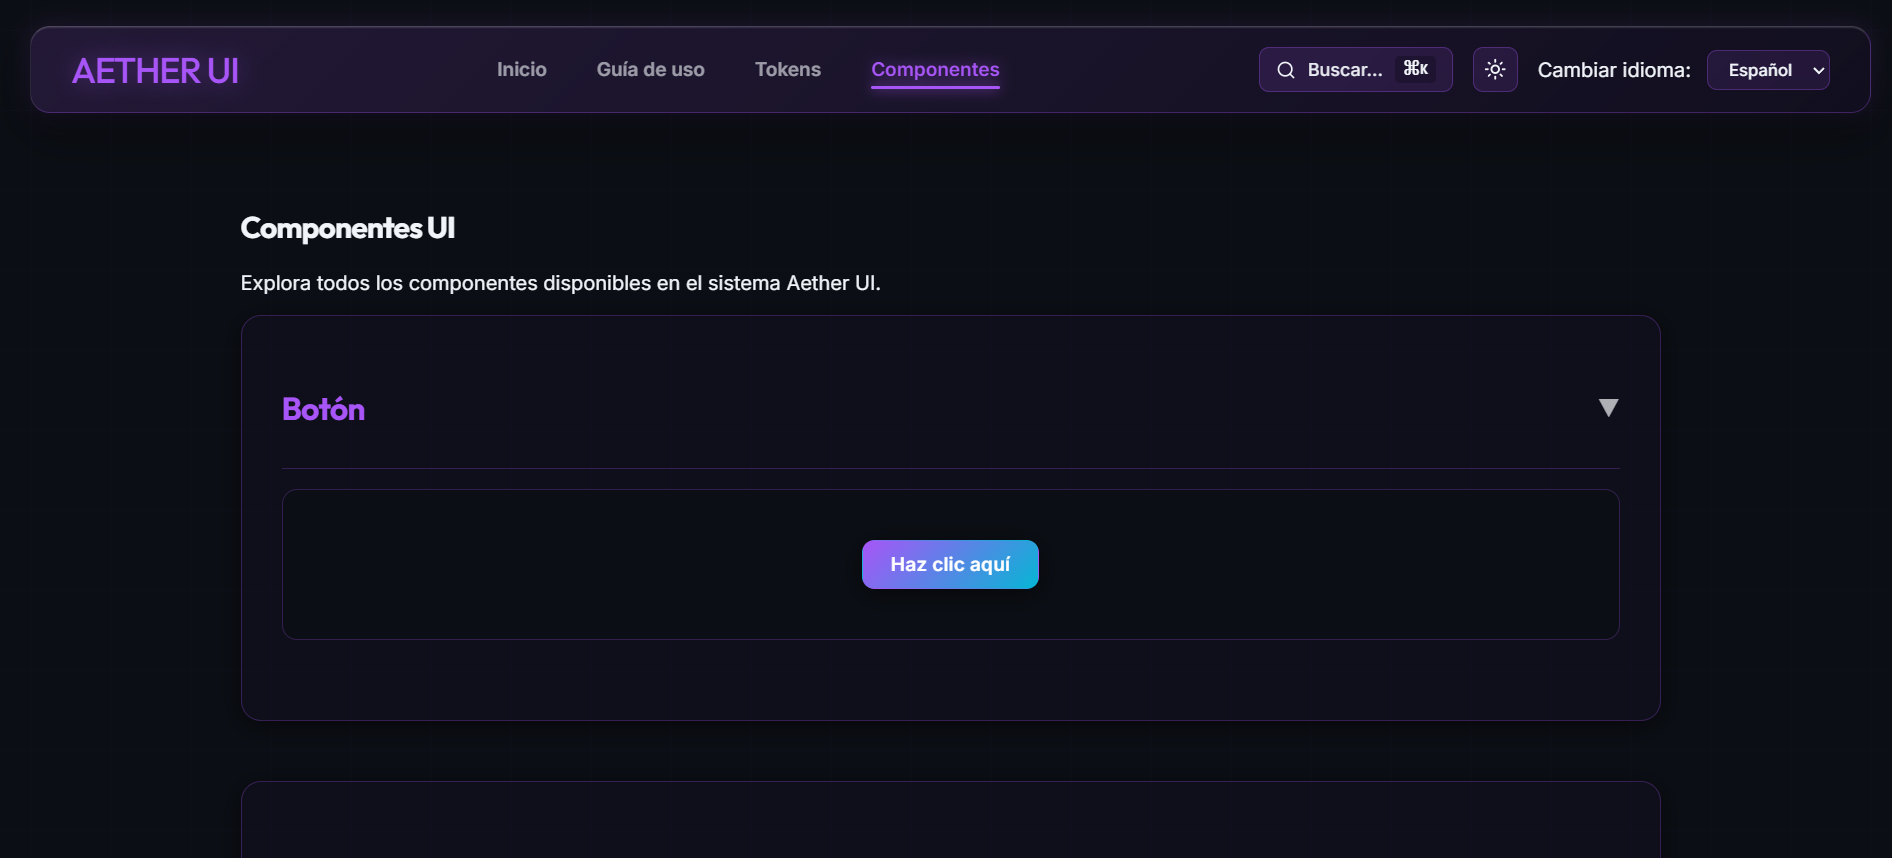 AETHER UI
Inicio
Guía de uso
Tokens
Componentes
Buscar...
⌘K
Cambiar idioma:
Español
Componentes UI
Explora todos los componentes disponibles en el sistema Aether UI.
Botón
Haz clic aquí